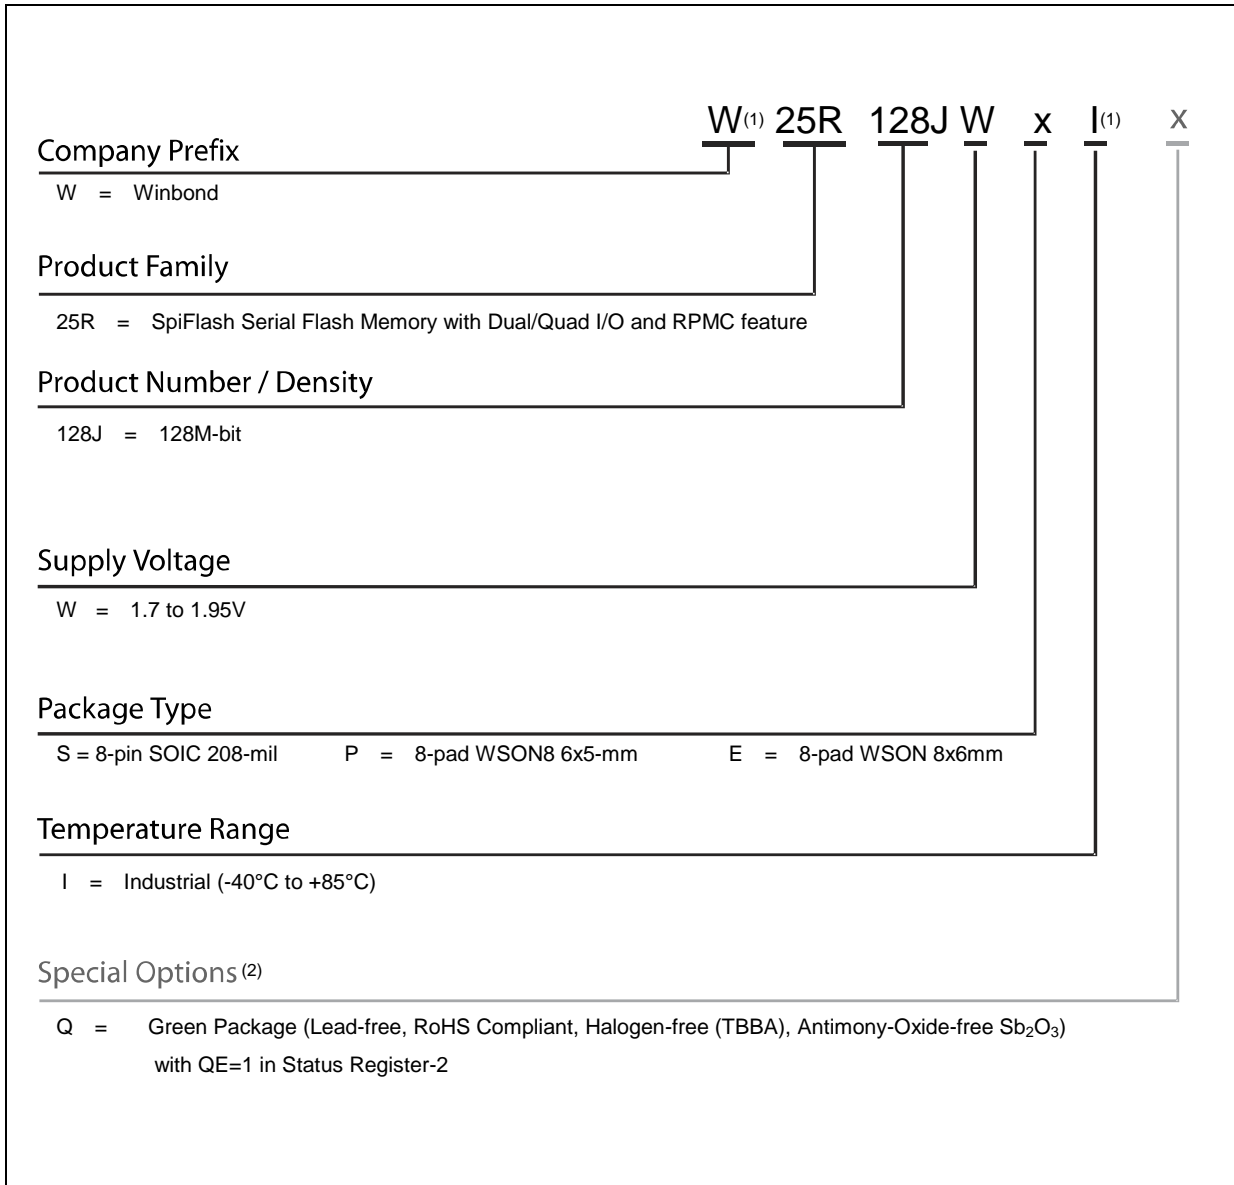 W(1) 25R 128J W x I(1) x
Company Prefix
W = Winbond
Product Family
25R = SpiFlash Serial Flash Memory with Dual/Quad I/O and RPMC feature
Product Number / Density
128J = 128M-bit
Supply Voltage
W = 1.7 to 1.95V
Package Type
S = 8-pin SOIC 208-mil P = 8-pad WSON8 6x5-mm E = 8-pad WSON 8x6mm
Temperature Range
I = Industrial (-40°C to +85°C)
Special Options (2)
Q = Green Package (Lead-free, RoHS Compliant, Halogen-free (TBBA), Antimony-Oxide-free Sb₂O₃)
with QE=1 in Status Register-2